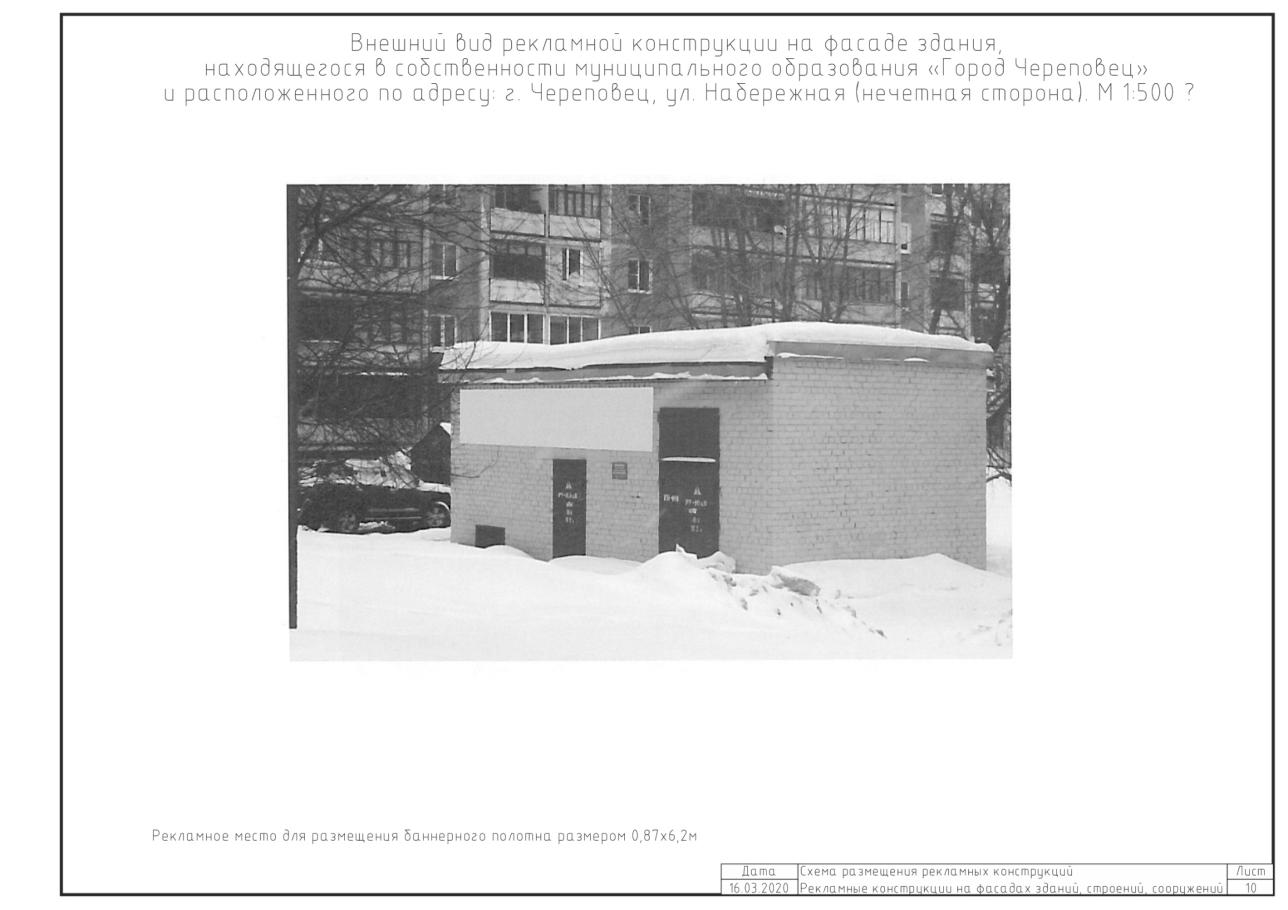 Внешний вид рекламной конструкции на фасаде здания,
находящегося в собственности муниципального образования «Город Череповец»
и расположенного по адресу: г. Череповец, ул. Набережная (нечетная сторона). М 1:500 ?
Рекламное место для размещения баннерного полотна размером 0,87х6,2м
Дата Схема размещения рекламных конструкций Лист
16.03.2020 Рекламные конструкции на фасадах зданий, строений, сооружений 10